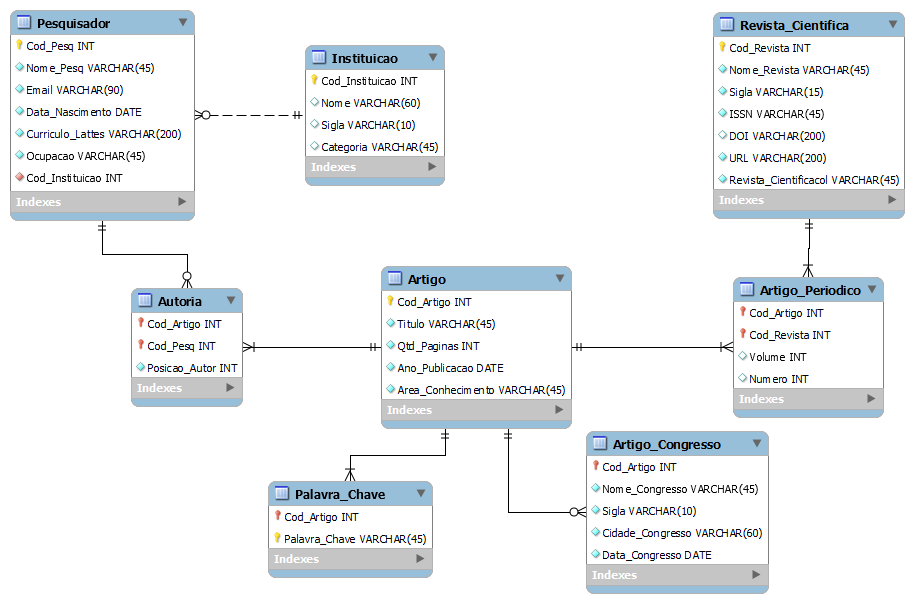 Pesquisador
Cod_Pesq INT
Nome_Pesq VARCHAR(45)
Email VARCHAR(90)
Data_Nascimento DATE
Curriculo_Lattes VARCHAR(200)
Ocupacao VARCHAR(45)
Cod_Instituicao INT
Indexes
Instituicao
Cod_Instituicao INT
Nome VARCHAR(60)
Sigla VARCHAR(10)
Categoria VARCHAR(45)
Indexes
Revista_Cientifica
Cod_Revista INT
Nome_Revista VARCHAR(45)
Sigla VARCHAR(15)
ISSN VARCHAR(45)
DOI VARCHAR(200)
URL VARCHAR(200)
Revista_Cientificacol VARCHAR(45)
Indexes
Autoria
Cod_Artigo INT
Cod_Pesq INT
Posicao_Autor INT
Indexes
Artigo
Cod_Artigo INT
Titulo VARCHAR(45)
Qtd_Paginas INT
Ano_Publicacao DATE
Area_Conhecimento VARCHAR(45)
Indexes
Artigo_Periodico
Cod_Artigo INT
Cod_Revista INT
Volume INT
Numero INT
Indexes
Palavra_Chave
Cod_Artigo INT
Palavra_Chave VARCHAR(45)
Indexes
Artigo_Congresso
Cod_Artigo INT
Nome_Congresso VARCHAR(45)
Sigla VARCHAR(10)
Cidade_Congresso VARCHAR(60)
Data_Congresso DATE
Indexes